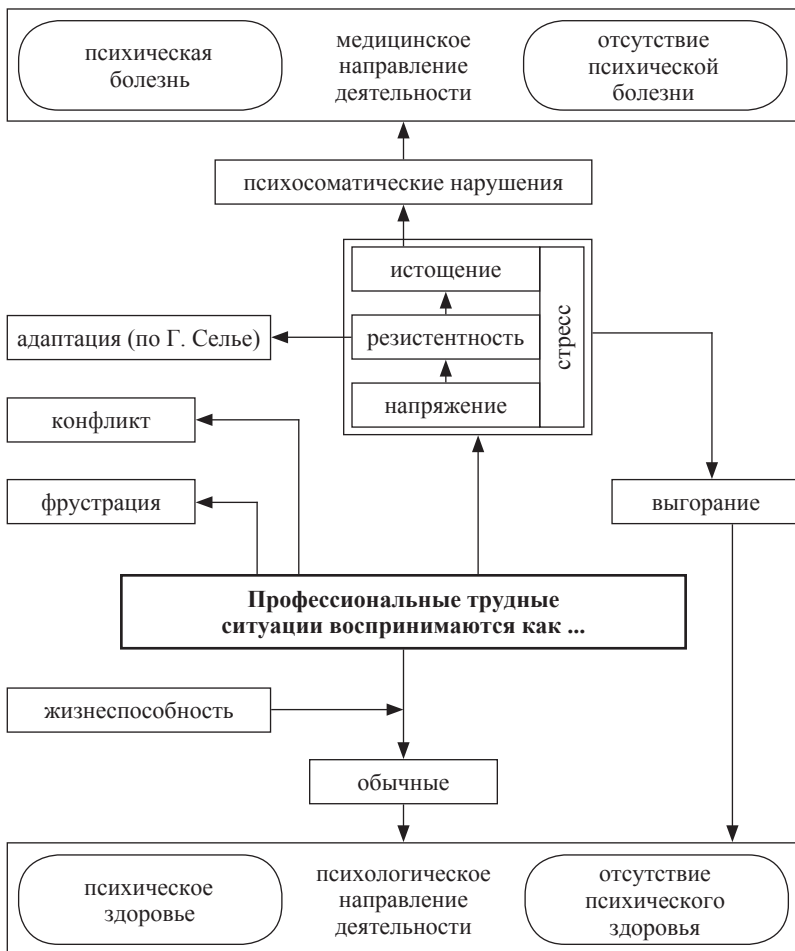 психическая
болезнь
медицинское
направление
деятельности
отсутствие
психической
болезни
психосоматические нарушения
истощение
резистентность
напряжение
стресс
адаптация (по Г. Селье)
конфликт
фрустрация
выгорание
Профессиональные трудные
ситуации воспринимаются как ...
жизнеспособность
обычные
психическое
здоровье
психологическое
направление
деятельности
отсутствие
психического
здоровья